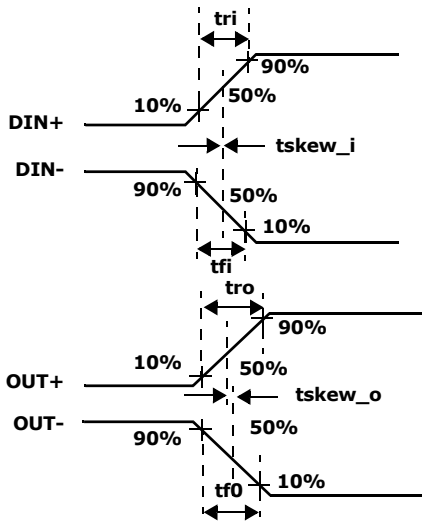 tri
90%
10%
50%
DIN+
tskew_i
DIN-
90%
50%
10%
tfi
tro
90%
10%
50%
OUT+
tskew_o
OUT-
50%
90%
10%
tf0